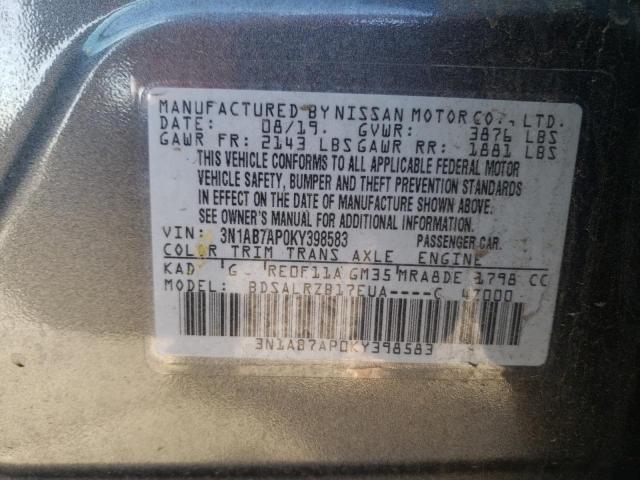 MANUFACTURED BY NISSAN MOTOR CO., LTD.
DATE: 08/19. GVWR: 3876 LBS
GAWR FR: 2143 LBS GAWR RR: 1881 LBS
THIS VEHICLE CONFORMS TO ALL APPLICABLE FEDERAL MOTOR
VEHICLE SAFETY, BUMPER AND THEFT PREVENTION STANDARDS
IN EFFECT ON THE DATE OF MANUFACTURE SHOWN ABOVE.
SEE OWNER'S MANUAL FOR ADDITIONAL INFORMATION.
VIN: 3N1AB7AP0KY398583 PASSENGER CAR.
COLOR TRIM TRANS AXLE ENGINE
KAD G RE0F11A GM35 MRA8DE 1798 CC
MODEL: BDSALRZB17EUA----C 47000
3N1AB7AP0KY398583